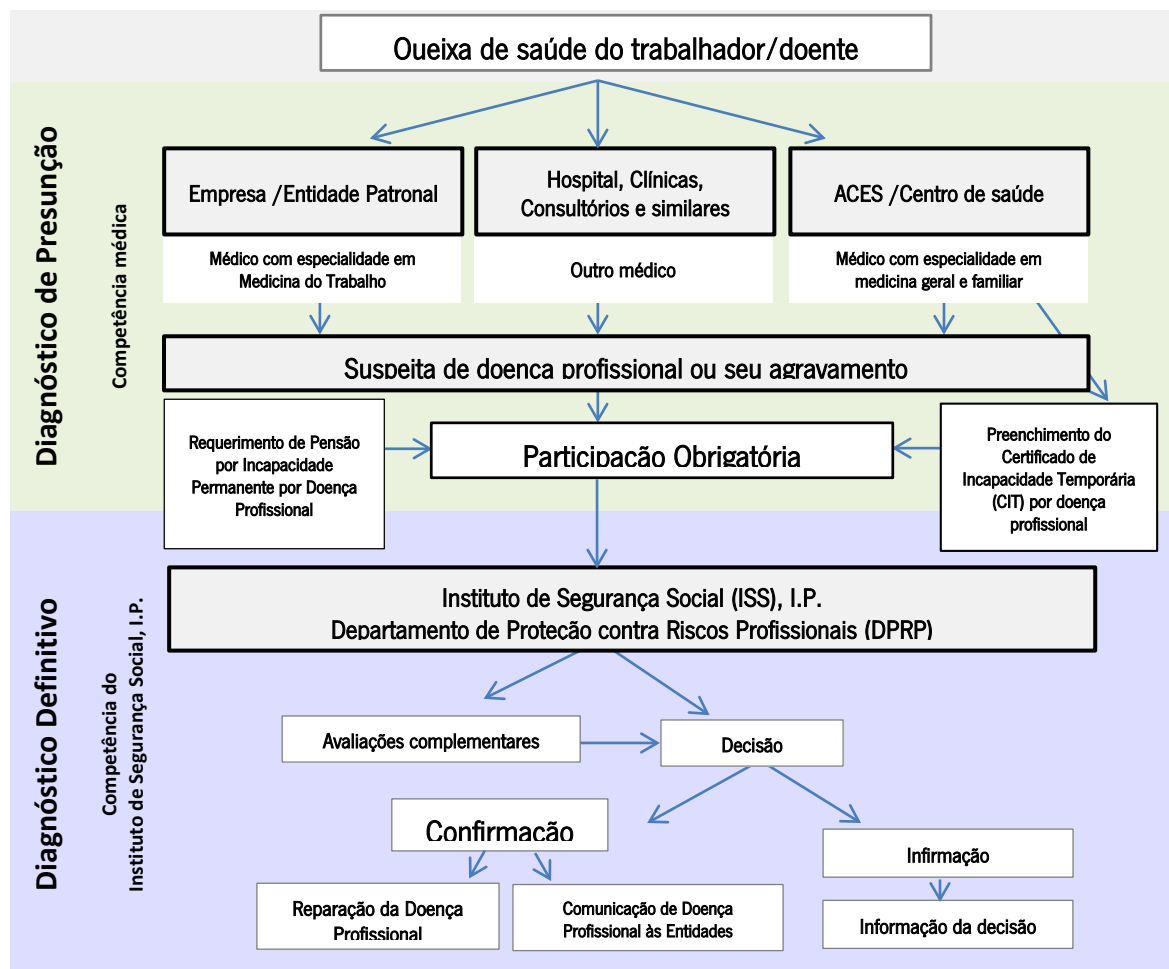 Queixa de saúde do trabalhador/doente
Diagnóstico de Presunção
Competência médica
Empresa /Entidade Patronal
Hospital, Clínicas,
Consultórios e similares
ACES /Centro de saúde
Médico com especialidade em
Medicina do Trabalho
Outro médico
Médico com especialidade em
medicina geral e familiar
Suspeita de doença profissional ou seu agravamento
Requerimento de Pensão
por Incapacidade
Permanente por Doença
Profissional
Participação Obrigatória
Preenchimento do
Certificado de
Incapacidade Temporária
(CIT) por doença
profissional
Diagnóstico Definitivo
Competência do
Instituto de Segurança Social, I.P.
Instituto de Segurança Social (ISS), I.P.
Departamento de Proteção contra Riscos Profissionais (DPRP)
Avaliações complementares
Decisão
Confirmação
Infirmação
Reparação da Doença
Profissional
Comunicação de Doença
Profissional às Entidades
Informação da decisão